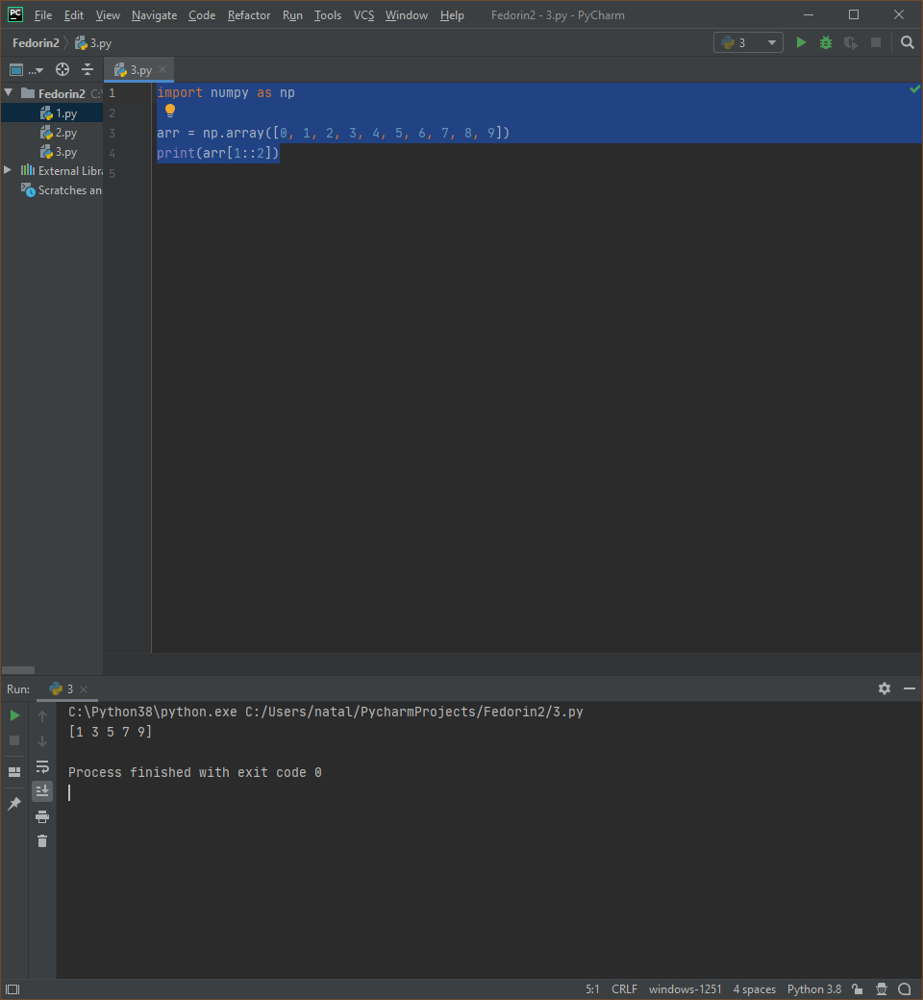 PC File Edit View Navigate Code Refactor Run Tools VCS Window Help Fedorin2 - 3.py - PyCharm
Fedorin2 3.py 3
... 3.py
Fedorin2 C:\
1.py
2.py
3.py
External Libra
Scratches an
1 import numpy as np
2
3 arr = np.array([0, 1, 2, 3, 4, 5, 6, 7, 8, 9])
4 print(arr[1::2])
5
Run: 3
C:\Python38\python.exe C:/Users/natal/PycharmProjects/Fedorin2/3.py
[1 3 5 7 9]
Process finished with exit code 0
5:1 CRLF windows-1251 4 spaces Python 3.8